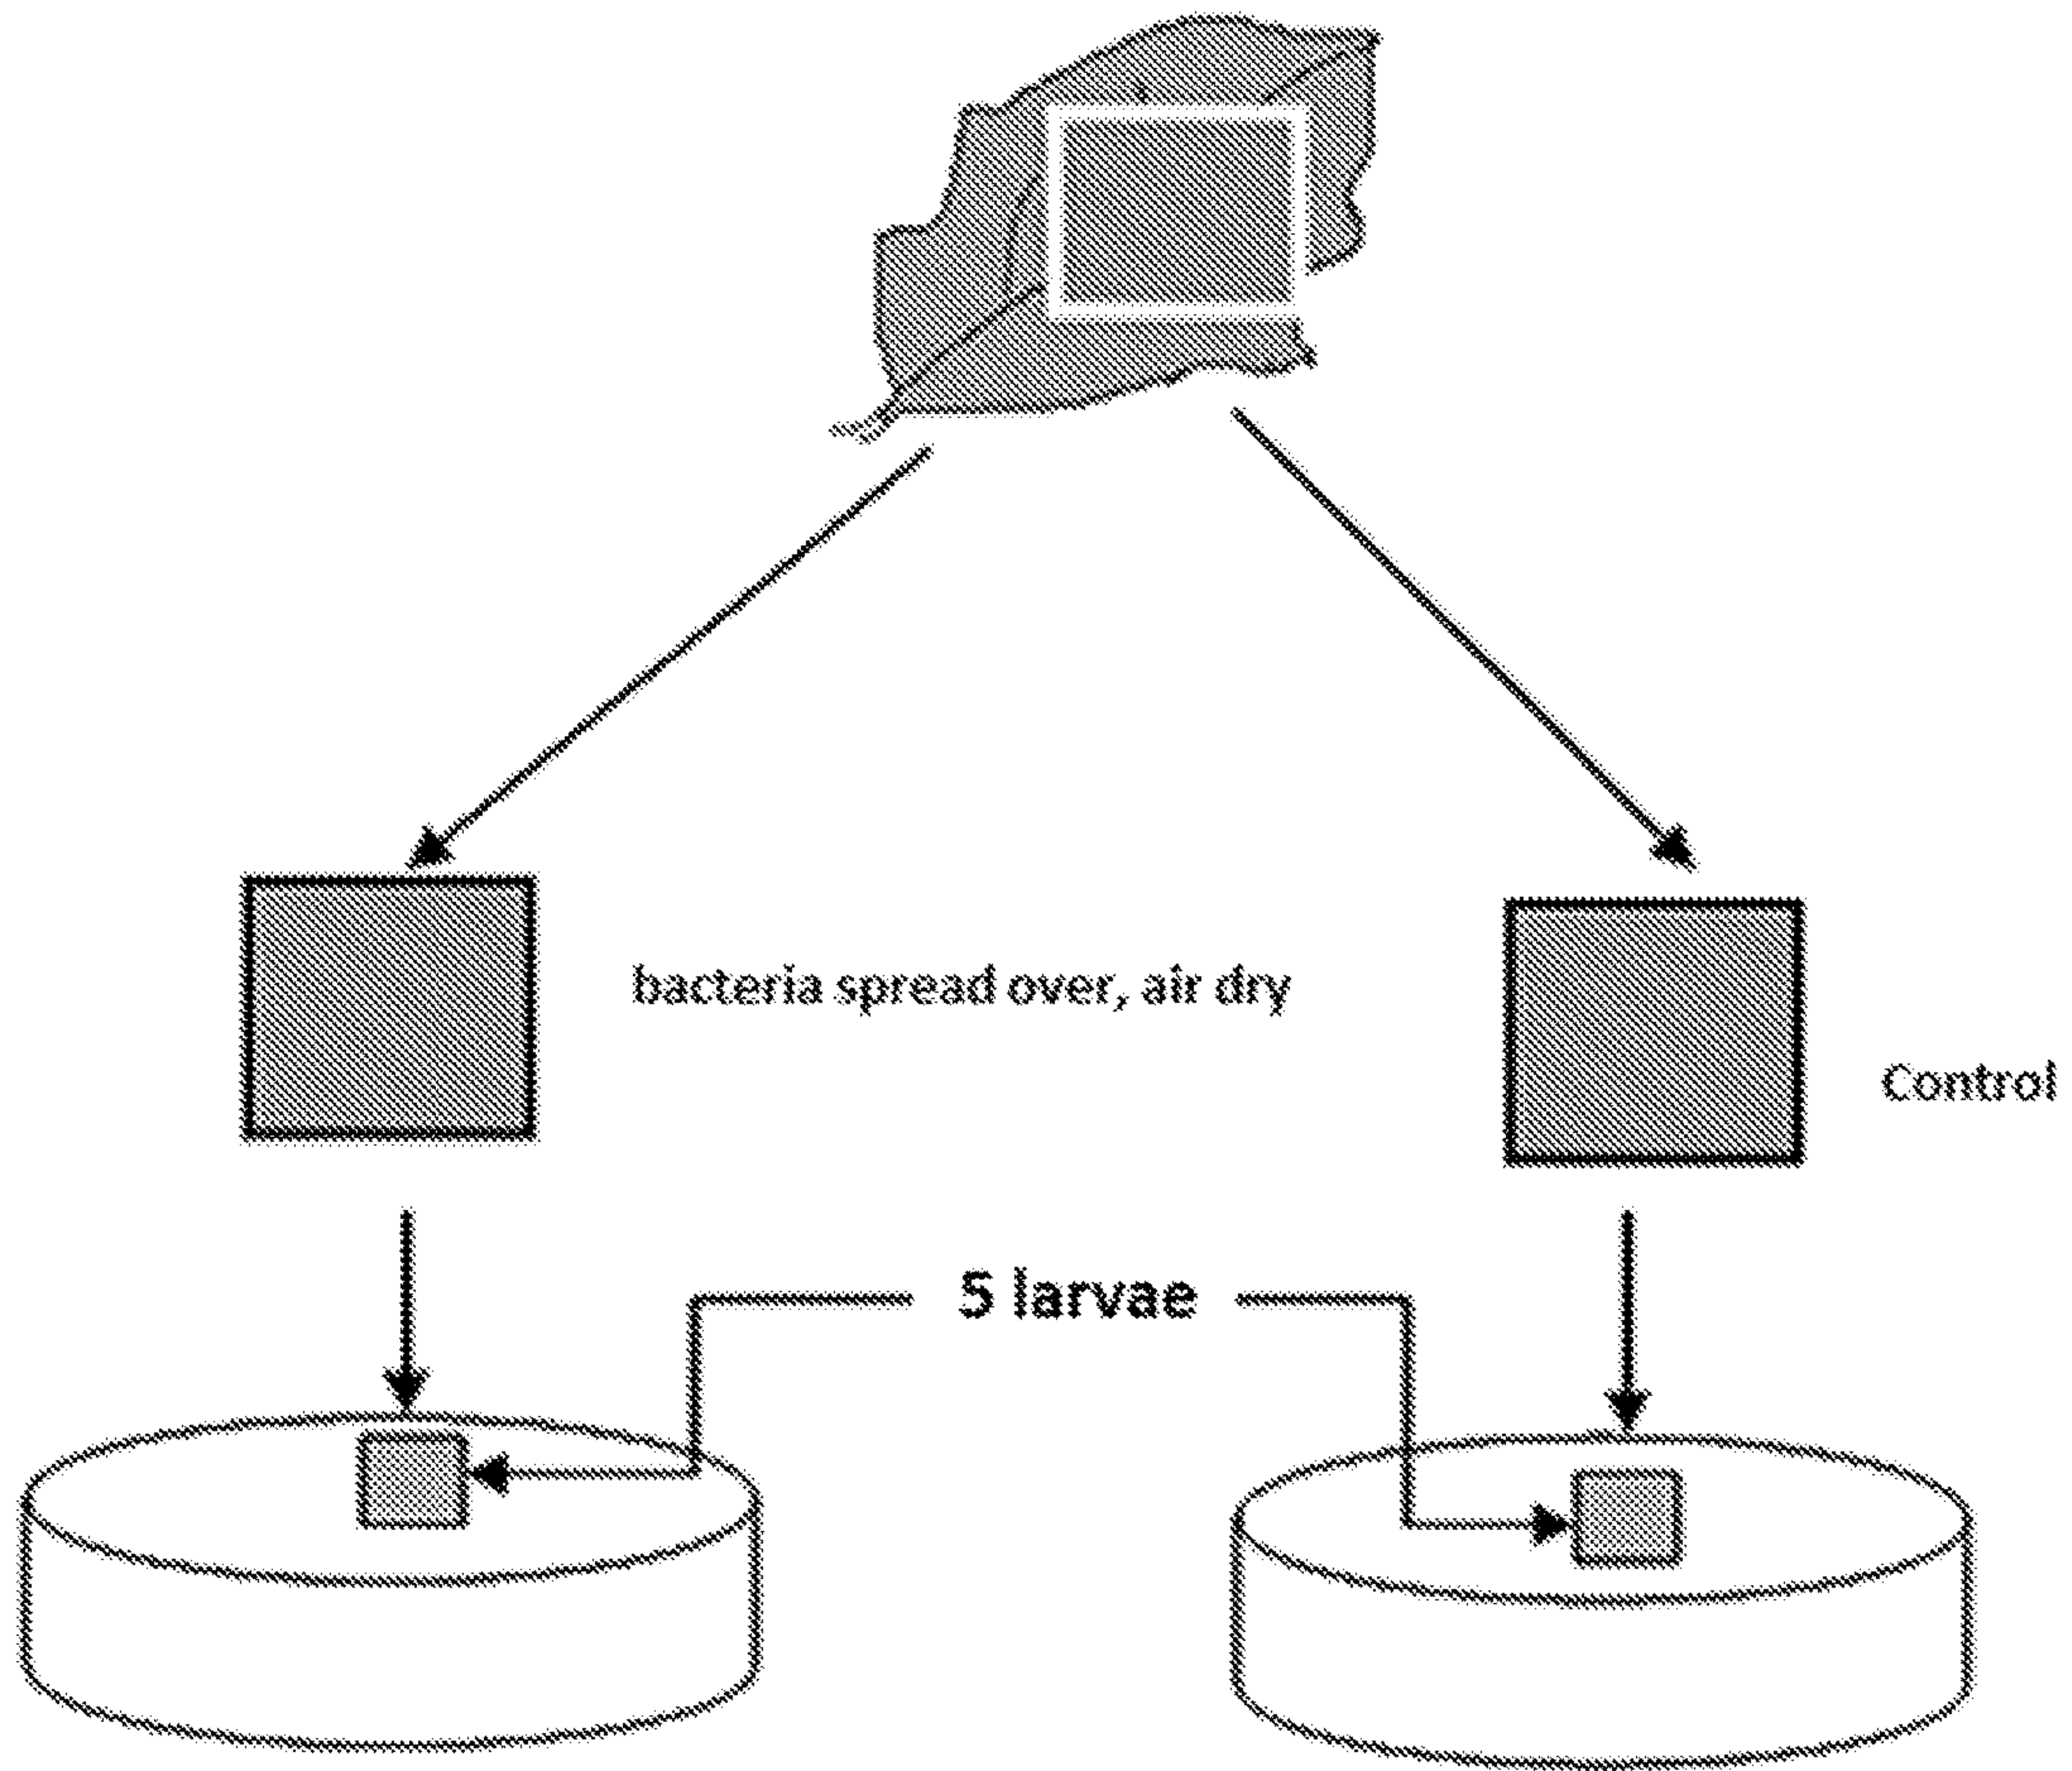 bacteria spread over, air dry
Control
5 larvae